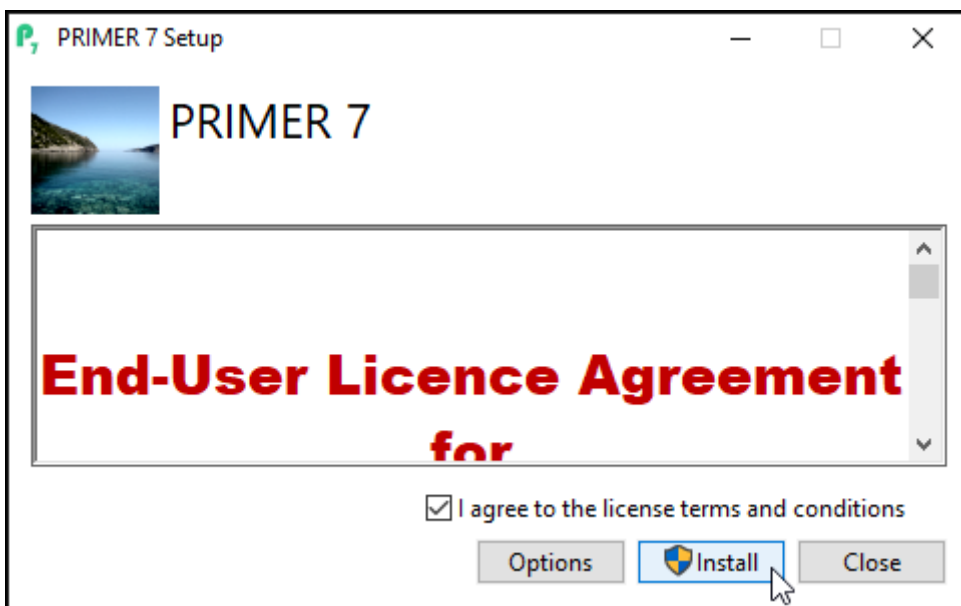 P7 PRIMER 7 Setup
PRIMER 7
End-User Licence Agreement
for
I agree to the license terms and conditions
Options Install Close